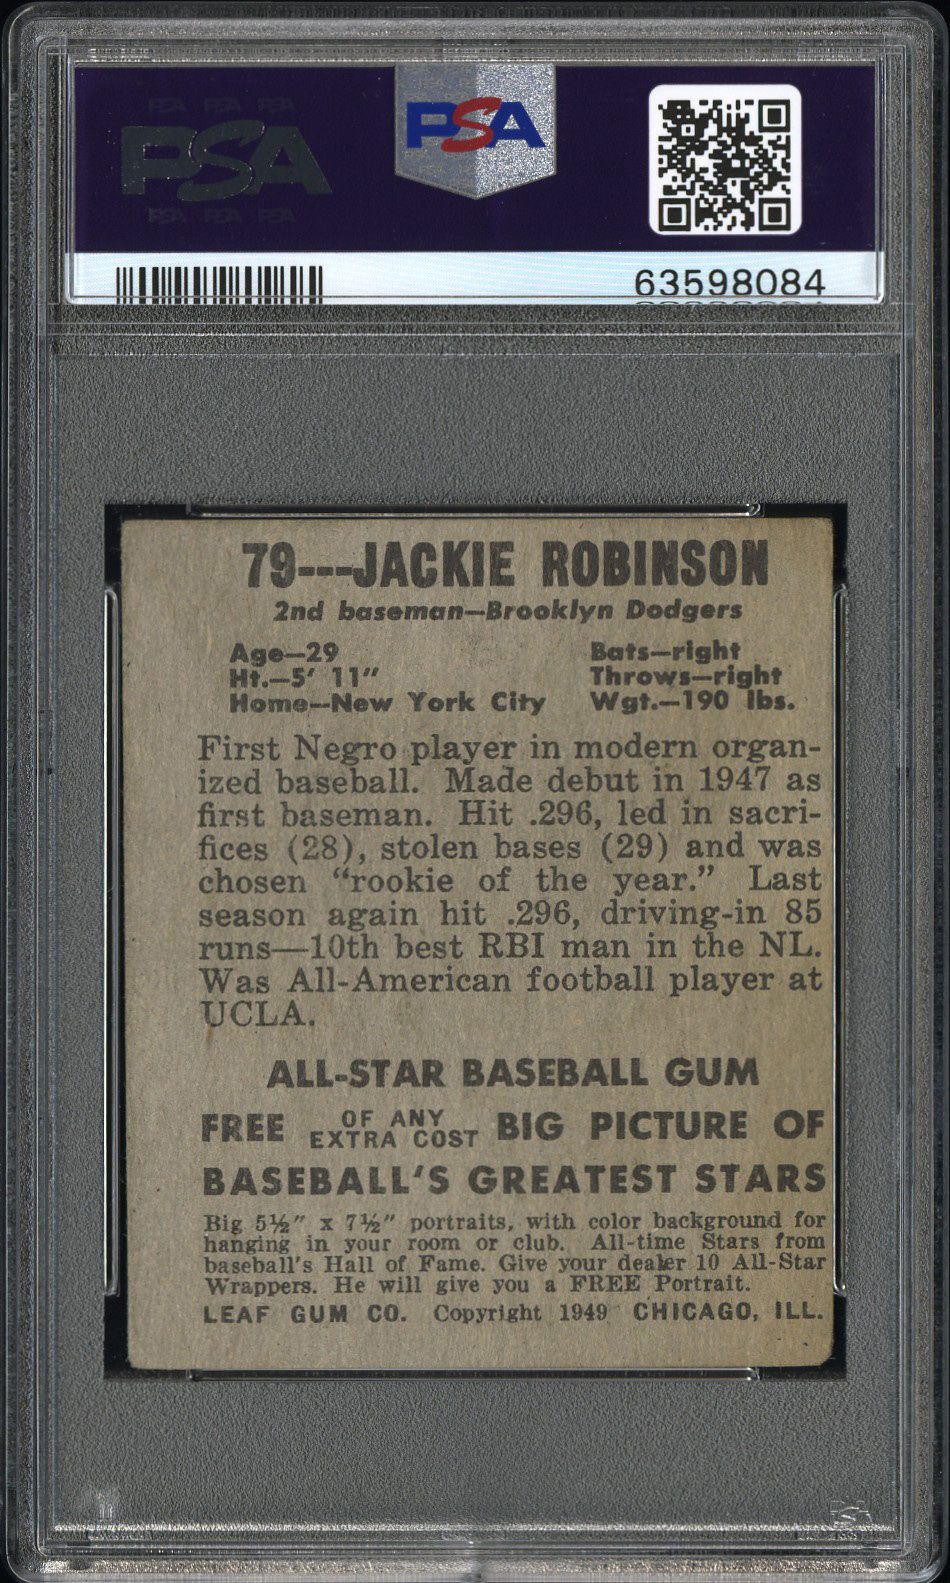 PSA PSA PSA
PSA
PSA PSA PSA
PSA
63598084
79---JACKIE ROBINSON
2nd baseman—Brooklyn Dodgers
Age—29 Bats—right
Ht.—5' 11" Throws—right
Home—New York City Wgt.—190 lbs.
First Negro player in modern organ-
ized baseball. Made debut in 1947 as
first baseman. Hit .296, led in sacri-
fices (28), stolen bases (29) and was
chosen "rookie of the year." Last
season again hit .296, driving-in 85
runs—10th best RBI man in the NL.
Was All-American football player at
UCLA.
ALL-STAR BASEBALL GUM
FREE OF ANY EXTRA COST BIG PICTURE OF
BASEBALL'S GREATEST STARS
Big 5½" x 7½" portraits, with color background for
hanging in your room or club. All-time Stars from
baseball's Hall of Fame. Give your dealer 10 All-Star
Wrappers. He will give you a FREE Portrait.
LEAF GUM CO. Copyright 1949 CHICAGO, ILL.